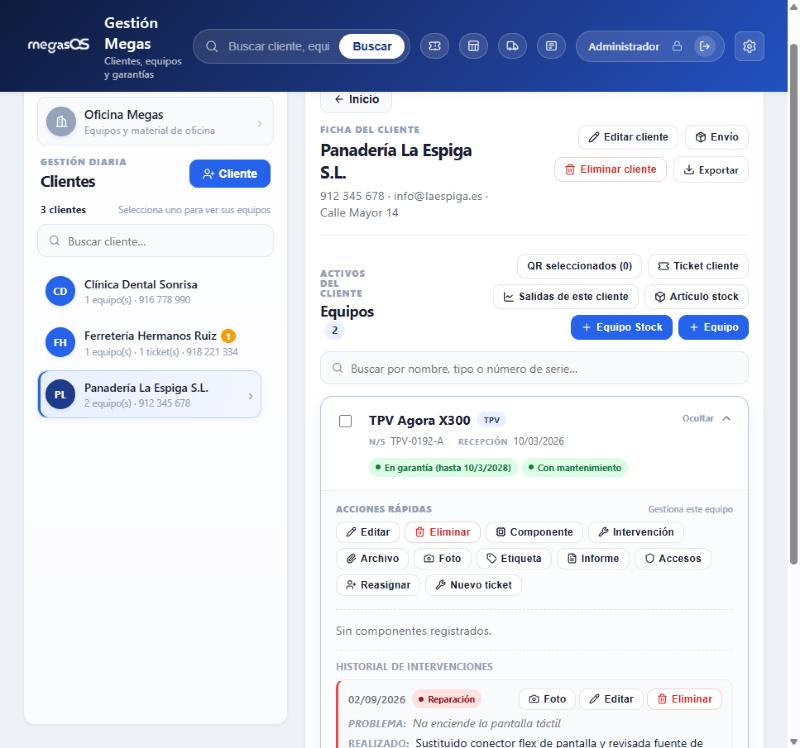 megasOS
Gestión
Megas
Clientes, equipos
y garantías
Buscar cliente, equi
Buscar
Administrador
Oficina Megas
Equipos y material de oficina
GESTIÓN DIARIA
Clientes
Cliente
3 clientes
Selecciona uno para ver sus equipos
Buscar cliente...
CD
Clínica Dental Sonrisa
1 equipo(s) · 916 778 990
FH
Ferretería Hermanos Ruiz 1
1 equipo(s) · 1 ticket(s) · 918 221 334
PL
Panadería La Espiga S.L.
2 equipo(s) · 912 345 678
← Inicio
FICHA DEL CLIENTE
Panadería La Espiga
S.L.
912 345 678 · info@laespiga.es ·
Calle Mayor 14
Editar cliente
Envío
Eliminar cliente
Exportar
ACTIVOS
DEL
CLIENTE
Equipos
2
QR seleccionados (0)
Ticket cliente
Salidas de este cliente
Artículo stock
+ Equipo Stock
+ Equipo
Buscar por nombre, tipo o número de serie...
TPV Agora X300
TPV
Ocultar
N/S TPV-0192-A RECEPCIÓN 10/03/2026
En garantía (hasta 10/3/2028)
Con mantenimiento
ACCIONES RÁPIDAS
Gestiona este equipo
Editar
Eliminar
Componente
Intervención
Archivo
Foto
Etiqueta
Informe
Accesos
Reasignar
Nuevo ticket
Sin componentes registrados.
HISTORIAL DE INTERVENCIONES
02/09/2026
Reparación
Foto
Editar
Eliminar
PROBLEMA: No enciende la pantalla táctil
REALIZADO: Sustituido conector flex de pantalla y revisada fuente de